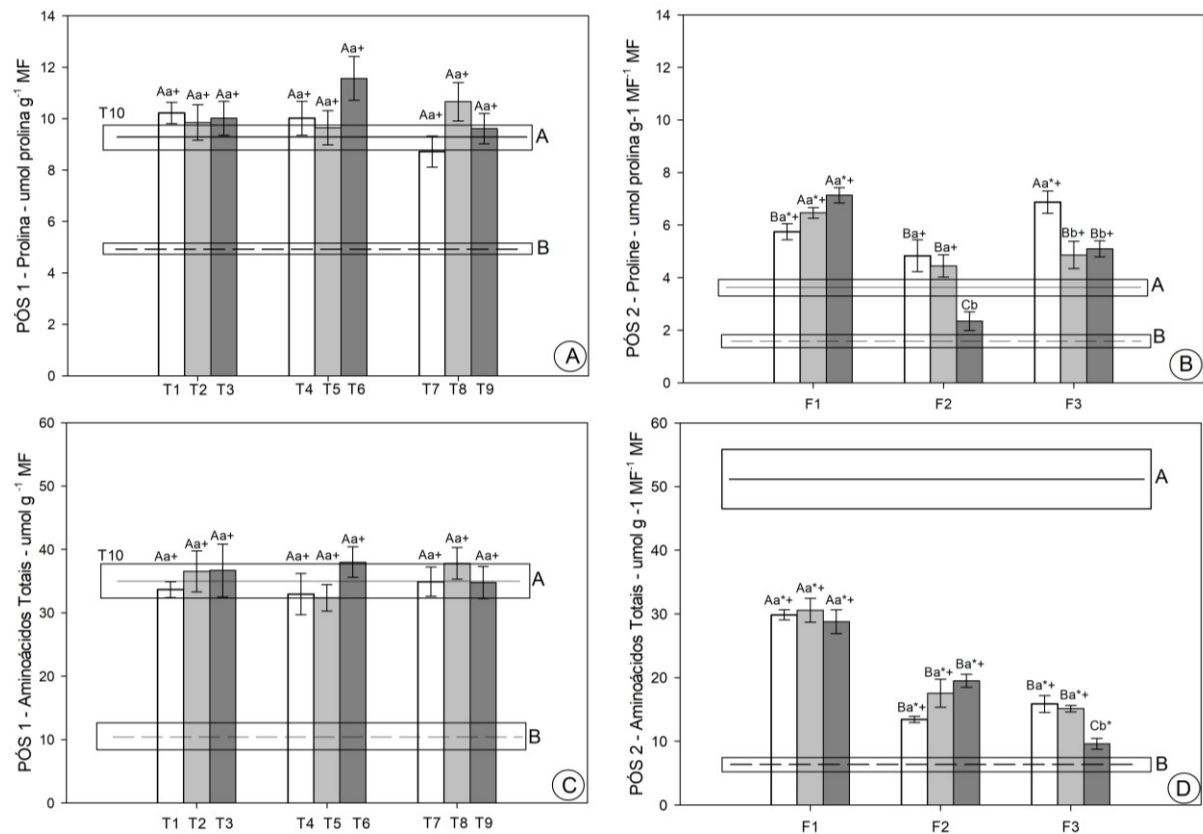 PÓS 1 - Prolina - umol prolina g⁻¹ MF
14
12
10
8
6
4
2
0
T10
Aa+ Aa+ Aa+
Aa+ Aa+ Aa+
Aa+ Aa+ Aa+
A
B
T1 T2 T3 T4 T5 T6 T7 T8 T9
A
PÓS 2 - Proline - umol prolina g-1 MF⁻¹ MF
14
12
10
8
6
4
2
0
Ba*+ Aa*+ Aa*+
Ba+ Ba+ Cb
Aa*+ Bb+ Bb+
A
B
F1 F2 F3
B
PÓS 1 - Aminoácidos Totais - umol g ⁻¹ MF
60
50
40
30
20
10
0
T10
Aa+ Aa+ Aa+
Aa+ Aa+ Aa+
Aa+ Aa+ Aa+
A
B
T1 T2 T3 T4 T5 T6 T7 T8 T9
C
PÓS 2 - Aminoácidos Totais - umol g -1 MF⁻¹ MF
60
50
40
30
20
10
0
A
Aa*+ Aa*+ Aa*+
Ba*+ Ba*+ Ba*+
Ba*+ Ba*+ Cb*
B
F1 F2 F3
D